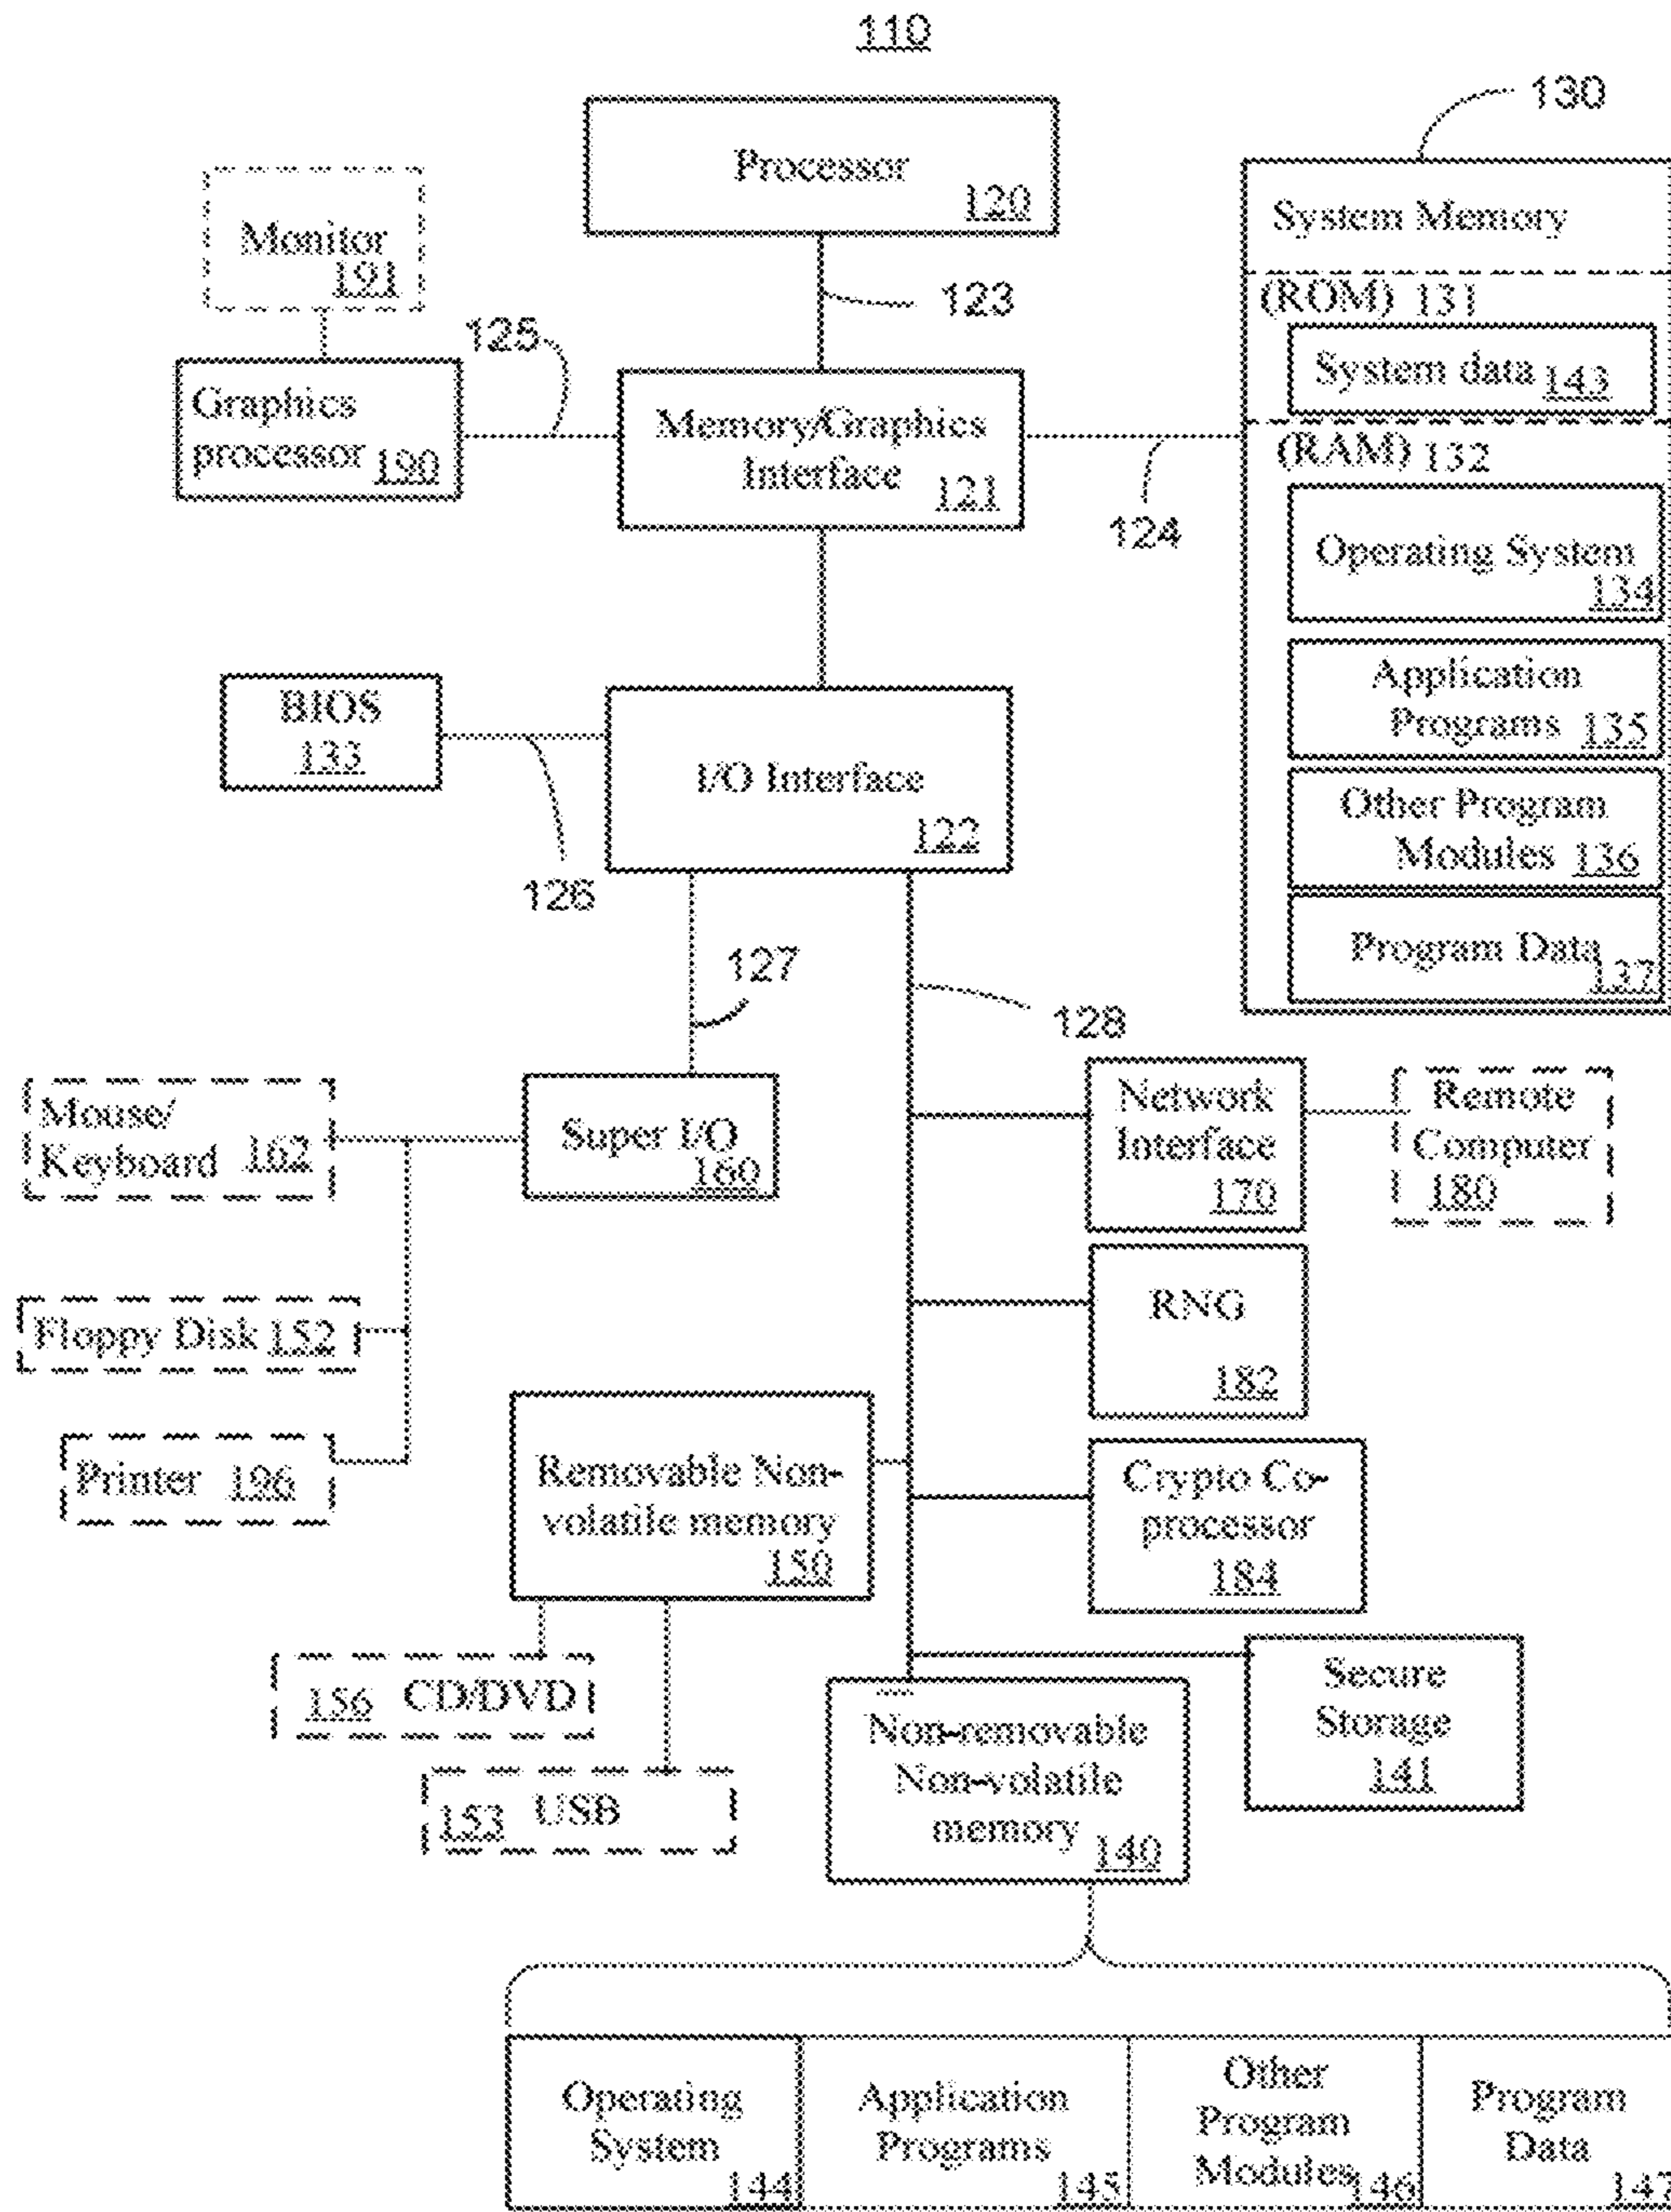 110
130
Processor
120
Monitor
191
System Memory
(ROM) 131
123
125
System data 143
Graphics
processor 190
Memory/Graphics
Interface 121
(RAM) 132
124
Operating System
134
BIOS
133
Application
Programs 135
I/O Interface
122
Other Program
Modules 136
126
Program Data
137
127
128
Mouse/
Keyboard 162
Super I/O
160
Network
Interface
170
Remote
Computer
180
Floppy Disk 152
RNG
182
Printer 196
Removable Non-
volatile memory
150
Crypto Co-
processor
184
156 CD/DVD
153 USB
Non-removable
Non-volatile
memory 140
Secure
Storage
141
Operating
System
144
Application
Programs
145
Other
Program
Modules 146
Program
Data
147